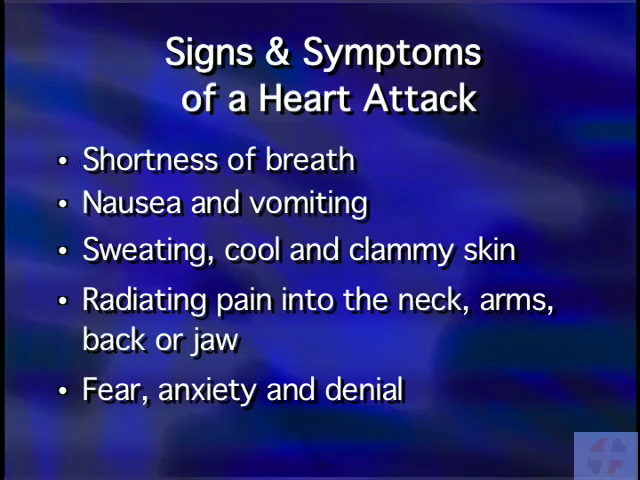 Signs & Symptoms
of a Heart Attack
• Shortness of breath
• Nausea and vomiting
• Sweating, cool and clammy skin
• Radiating pain into the neck, arms,
back or jaw
• Fear, anxiety and denial